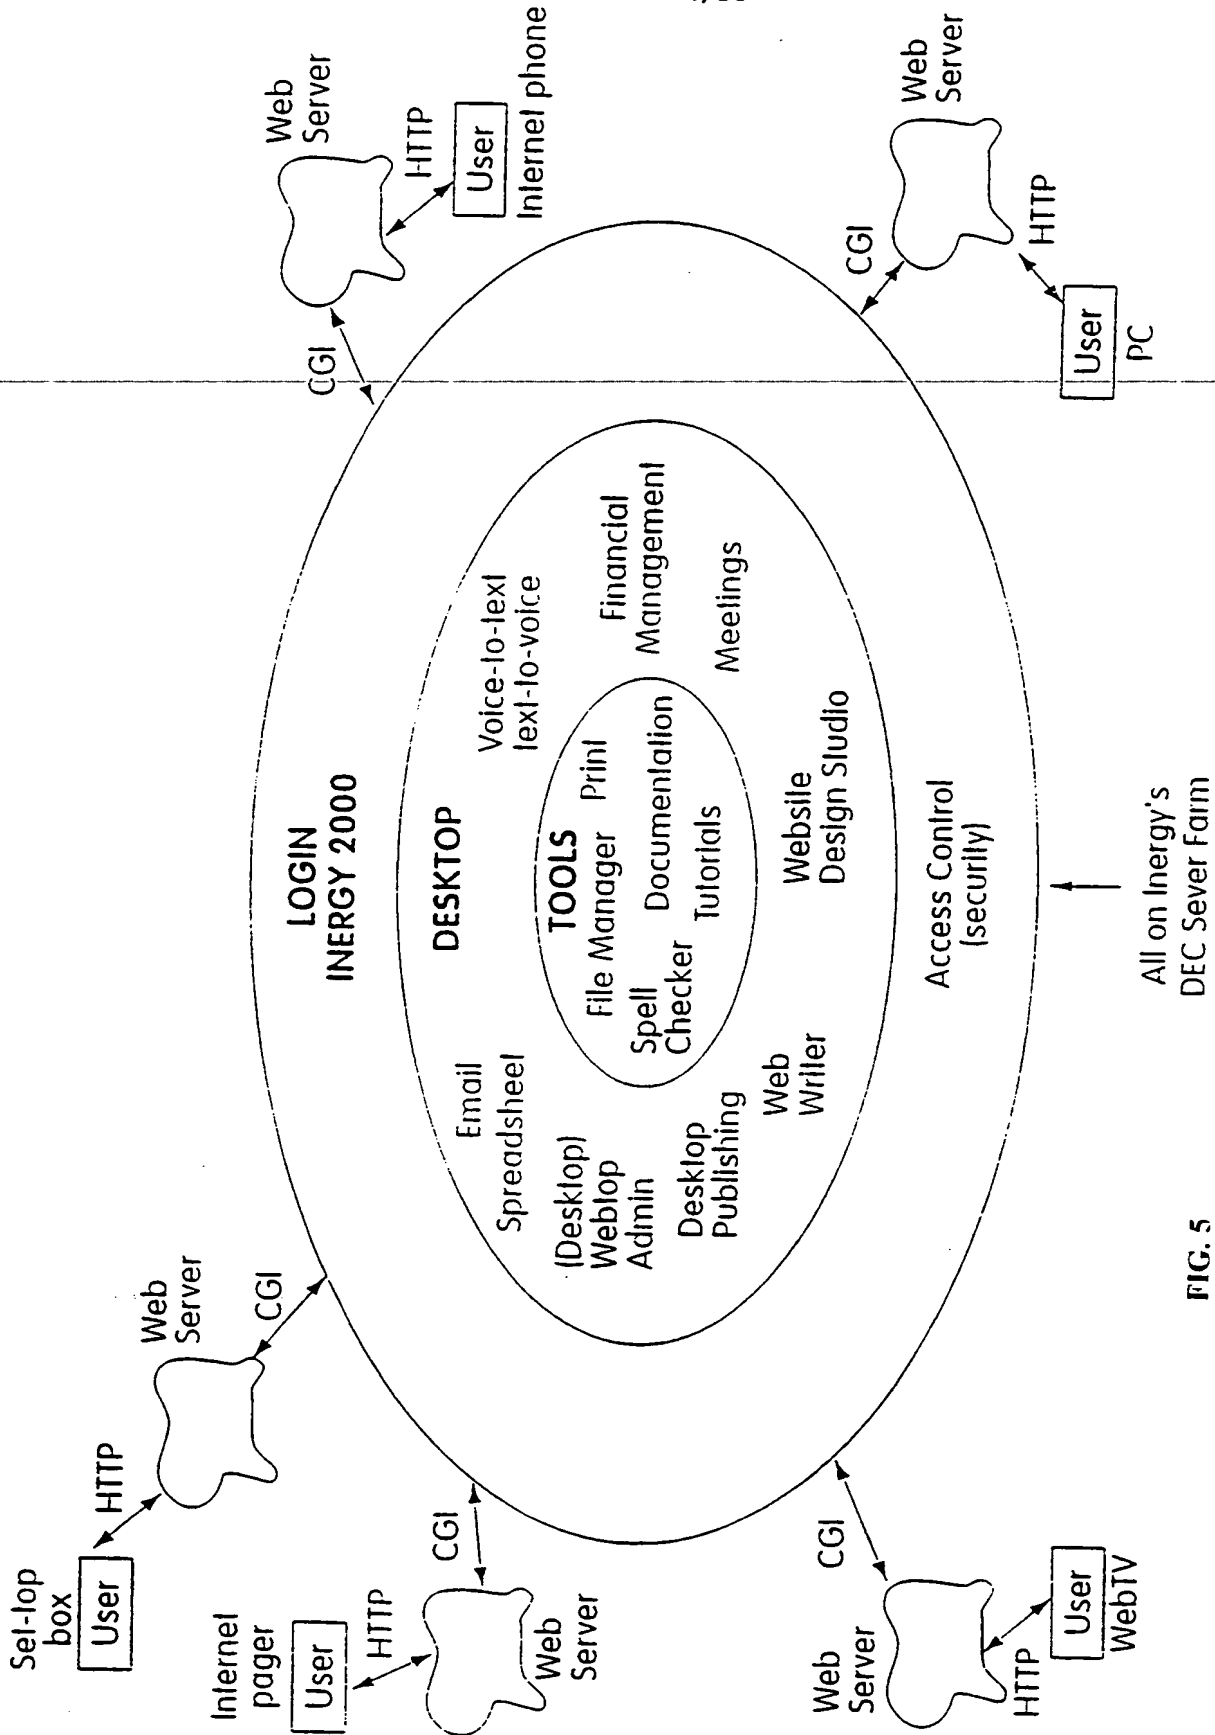 Set-top
box
User
HTTP
Web
Server
CGI
Internet
pager
User
HTTP
Web
Server
CGI
Web
Server
HTTP
User
WebTV
CGI
LOGIN
INERGY 2000
DESKTOP
Email
Spreadsheet
(Desktop)
Webtop
Admin
Desktop
Publishing
Web
Writer
Website
Design Studio
Voice-to-text
text-to-voice
Financial
Management
Meetings
TOOLS
File Manager Print
Spell
Checker
Documentation
Tutorials
Access Control
(security)
All on Inergy's
DEC Sever Farm
CGI
Web
Server
HTTP
User
Internet phone
CGI
Web
Server
HTTP
User
PC
FIG. 5